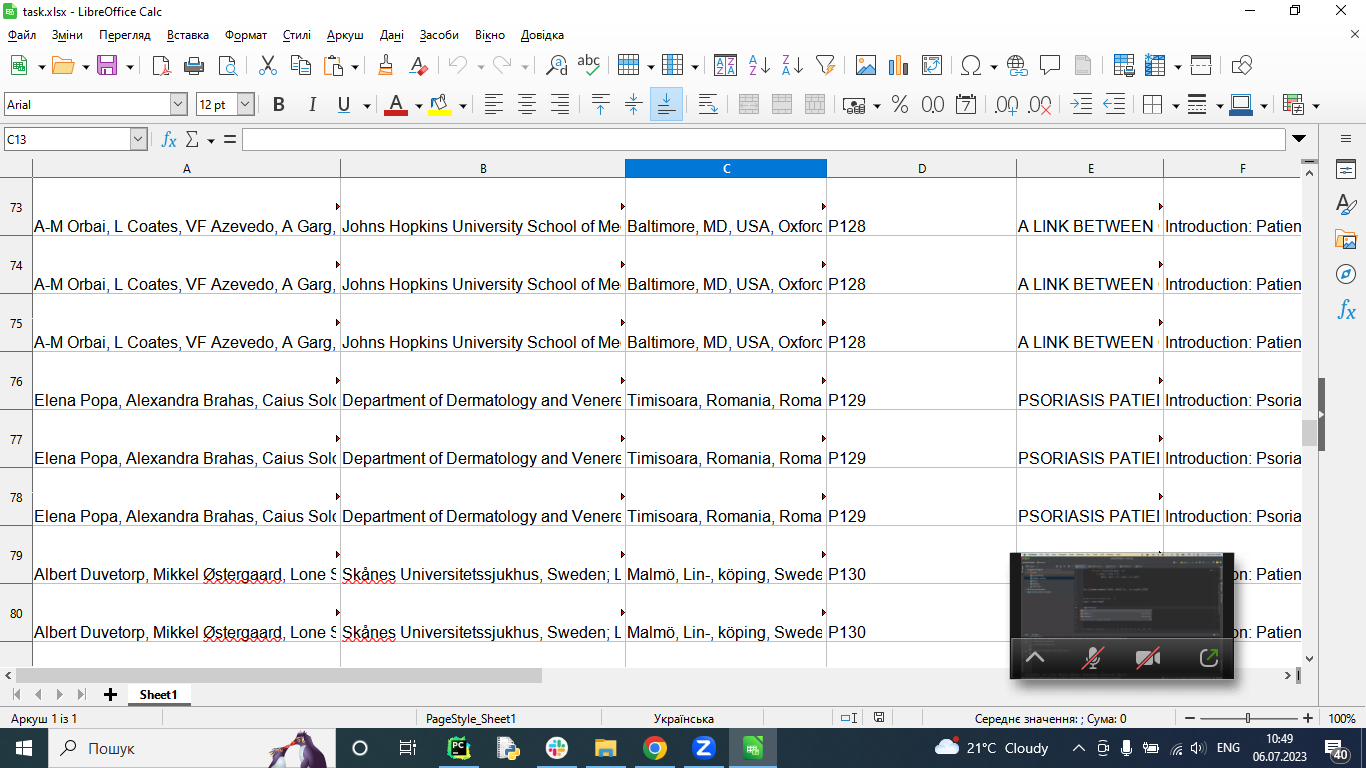 task.xlsx - LibreOffice Calc
Файл Зміни Перегляд Вставка Формат Стилі Аркуш Дані Засоби Вікно Довідка
Arial 12 pt
C13
A B C D E F
73 A-M Orbai, L Coates, VF Azevedo, A Garg, Johns Hopkins University School of Me Baltimore, MD, USA, Oxford P128 A LINK BETWEEN Introduction: Patien
74 A-M Orbai, L Coates, VF Azevedo, A Garg, Johns Hopkins University School of Me Baltimore, MD, USA, Oxford P128 A LINK BETWEEN Introduction: Patien
75 A-M Orbai, L Coates, VF Azevedo, A Garg, Johns Hopkins University School of Me Baltimore, MD, USA, Oxford P128 A LINK BETWEEN Introduction: Patien
76 Elena Popa, Alexandra Brahas, Caius Solo Department of Dermatology and Venere Timisoara, Romania, Roma P129 PSORIASIS PATIEI Introduction: Psoria
77 Elena Popa, Alexandra Brahas, Caius Solo Department of Dermatology and Venere Timisoara, Romania, Roma P129 PSORIASIS PATIEI Introduction: Psoria
78 Elena Popa, Alexandra Brahas, Caius Solo Department of Dermatology and Venere Timisoara, Romania, Roma P129 PSORIASIS PATIEI Introduction: Psoria
79 Albert Duvetorp, Mikkel Østergaard, Lone S Skånes Universitetssjukhus, Sweden; L Malmö, Lin-, köping, Swede P130 on: Patien
80 Albert Duvetorp, Mikkel Østergaard, Lone S Skånes Universitetssjukhus, Sweden; L Malmö, Lin-, köping, Swede P130 on: Patien
Sheet1
Аркуш 1 із 1 PageStyle_Sheet1 Українська Середнє значення: ; Сума: 0 100%
Пошук 21°C Cloudy ENG 10:49
06.07.2023 40